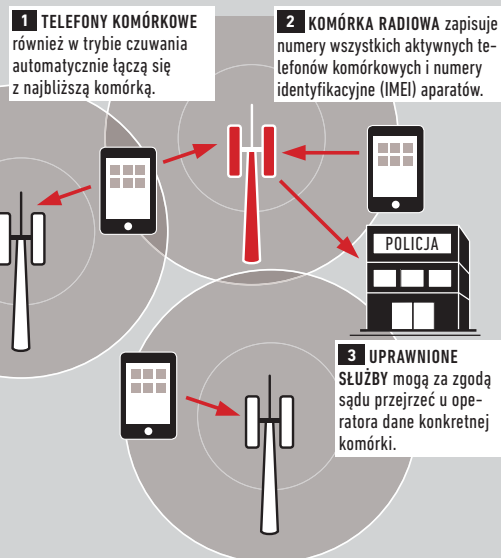 1 TELEFONY KOMÓRKOWE
również w trybie czuwania
automatycznie łączą się
z najbliższą komórką.
2 KOMÓRKA RADIOWA zapisuje
numery wszystkich aktywnych te-
lefonów komórkowych i numery
identyfikacyjne (IMEI) aparatów.
POLICJA
3 UPRAWNIONE
SŁUŻBY mogą za zgodą
sądu przejrzeć u ope-
ratora dane konkretnej
komórki.